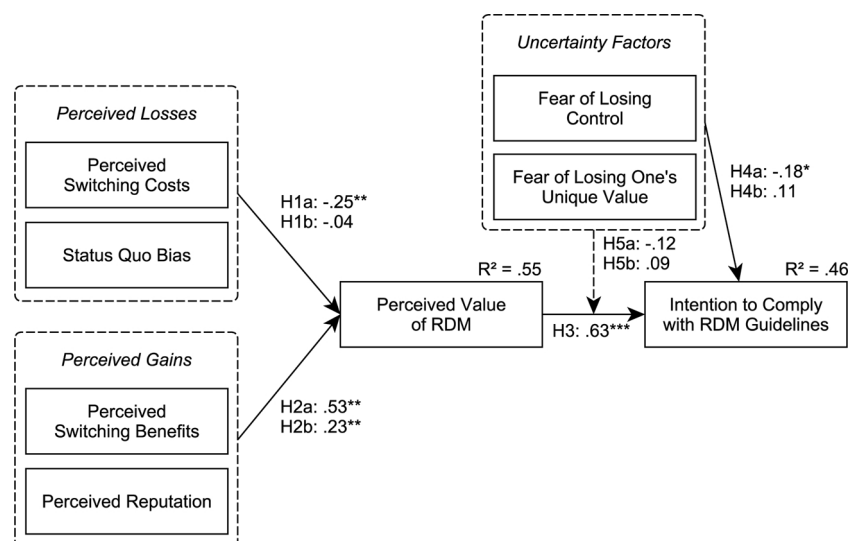 Uncertainty Factors
Fear of Losing
Control
Fear of Losing One's
Unique Value
Perceived Losses
Perceived
Switching Costs
Status Quo Bias
H1a: -.25**
H1b: -.04
H4a: -.18*
H4b: .11
H5a: -.12
H5b: .09
R² = .55
Perceived Value
of RDM
H3: .63***
R² = .46
Intention to Comply
with RDM Guidelines
Perceived Gains
Perceived
Switching Benefits
Perceived Reputation
H2a: .53**
H2b: .23**